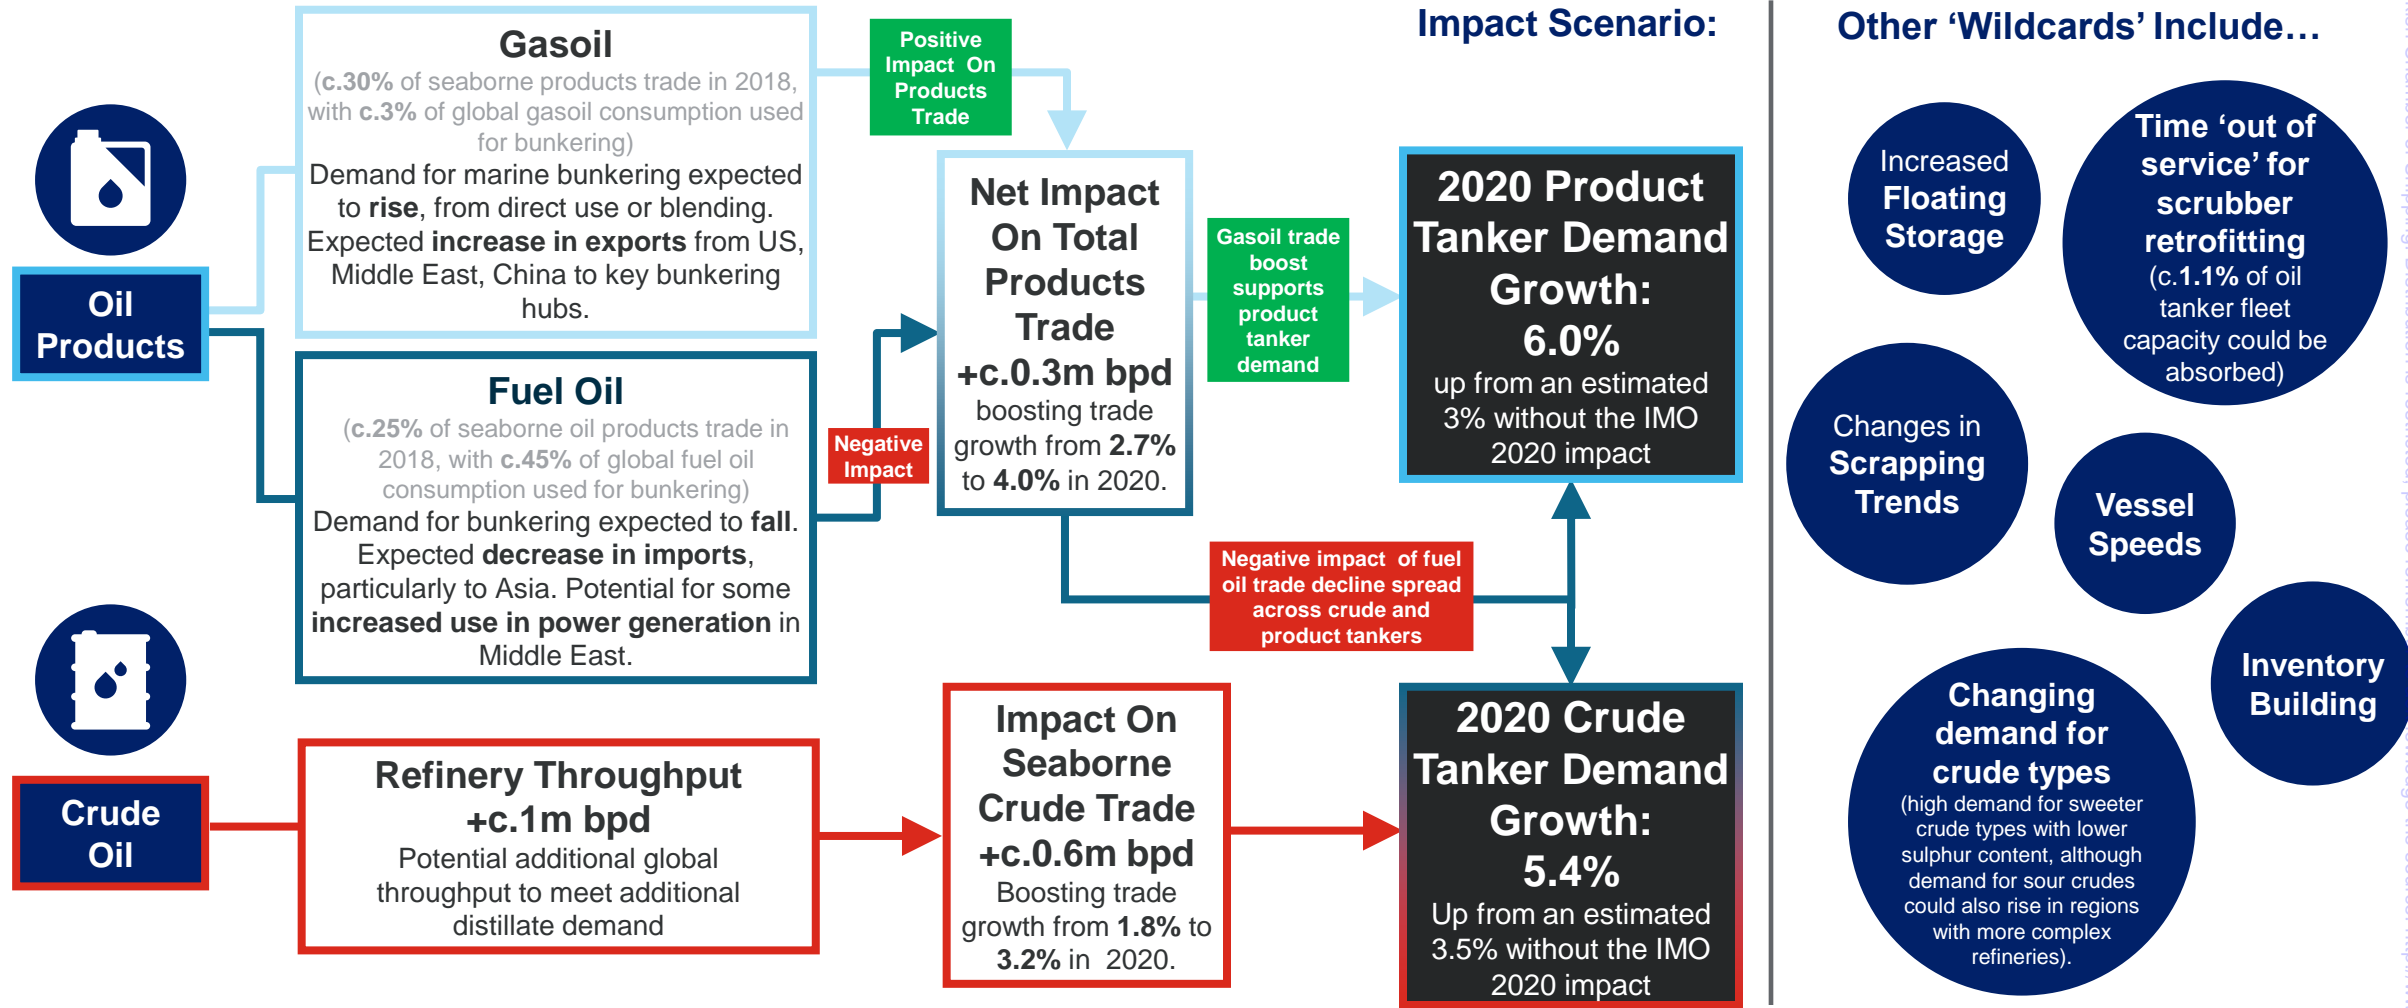 Oil
Products
Gasoil
(c.30% of seaborne products trade in 2018,
with c.3% of global gasoil consumption used
for bunkering)
Demand for marine bunkering expected
to rise, from direct use or blending.
Expected increase in exports from US,
Middle East, China to key bunkering
hubs.
Fuel Oil
(c.25% of seaborne oil products trade in
2018, with c.45% of global fuel oil
consumption used for bunkering)
Demand for bunkering expected to fall.
Expected decrease in imports,
particularly to Asia. Potential for some
increased use in power generation in
Middle East.
Positive
Impact On
Products
Trade
Negative
Impact
Net Impact
On Total
Products
Trade
+c.0.3m bpd
boosting trade
growth from 2.7%
to 4.0% in 2020.
Gasoil trade
boost
supports
product
tanker
demand
Impact Scenario:
2020 Product
Tanker Demand
Growth:
6.0%
up from an estimated
3% without the IMO
2020 impact
Negative impact of fuel
oil trade decline spread
across crude and
product tankers
Crude
Oil
Refinery Throughput
+c.1m bpd
Potential additional global
throughput to meet additional
distillate demand
Impact On
Seaborne
Crude Trade
+c.0.6m bpd
Boosting trade
growth from 1.8% to
3.2% in 2020.
2020 Crude
Tanker Demand
Growth:
5.4%
Up from an estimated
3.5% without the IMO
2020 impact
Other ‘Wildcards’ Include…
Increased
Floating
Storage
Time ‘out of
service’ for
scrubber
retrofitting
(c.1.1% of oil
tanker fleet
capacity could be
absorbed)
Changes in
Scrapping
Trends
Vessel
Speeds
Inventory
Building
Changing
demand for
crude types
(high demand for sweeter
crude types with lower
sulphur content, although
demand for sour crudes
could also rise in regions
with more complex
refineries).